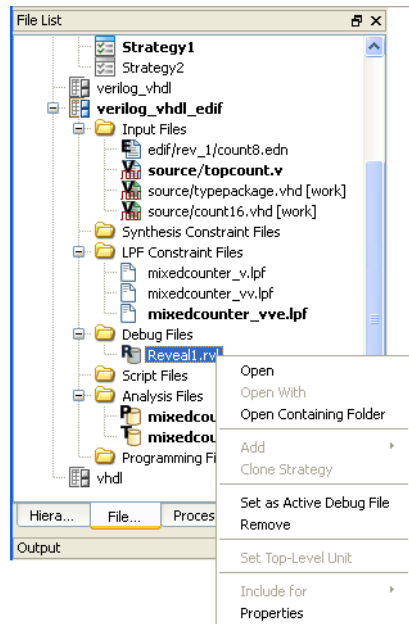 File List
Strategy1
Strategy2
verilog_vhdl
verilog_vhdl_edif
Input Files
edif/rev_1/count8.edn
source/topcount.v
source/typepackage.vhd [work]
source/count16.vhd [work]
Synthesis Constraint Files
LPF Constraint Files
mixedcounter_v.lpf
mixedcounter_vv.lpf
mixedcounter_vve.lpf
Debug Files
Reveal1.rvl
Script Files
Analysis Files
mixedcou
mixedcou
Programming Fi
vhdl
Open
Open With
Open Containing Folder
Add
Clone Strategy
Set as Active Debug File
Remove
Set Top-Level Unit
Include for
Properties
Hiera...
File...
Proces
Output